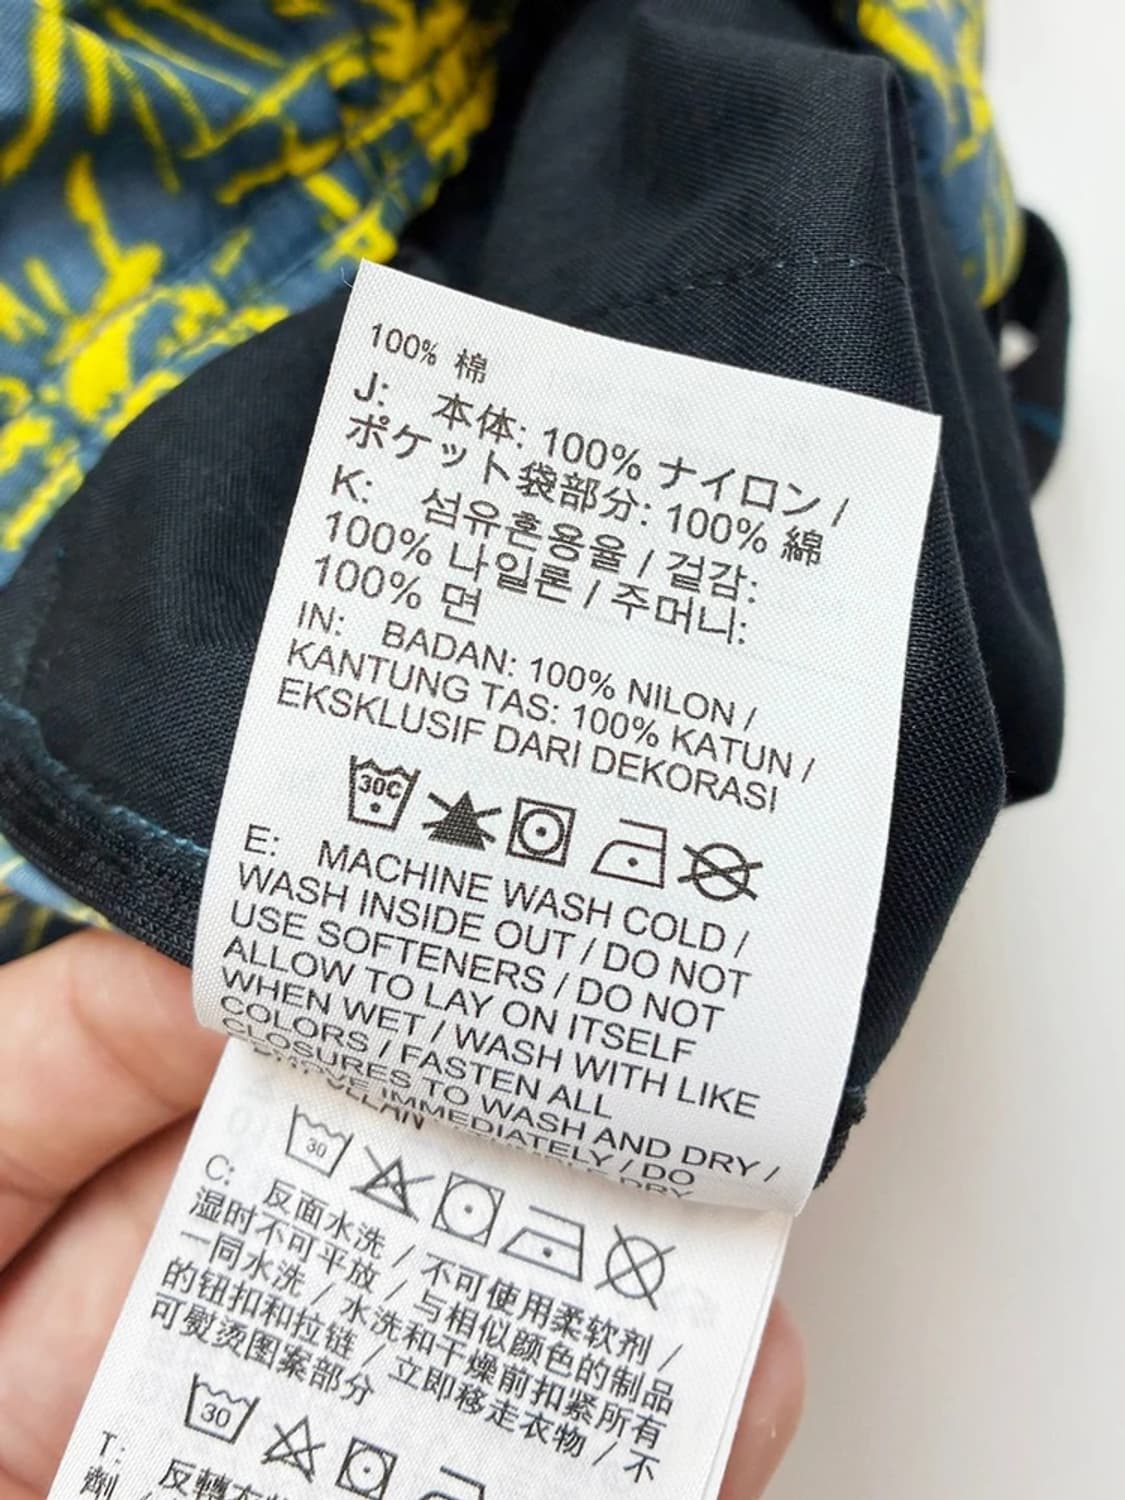 100% 棉
J: 本体: 100% ナイロン /
ポケット袋部分: 100% 綿
K: 섬유혼용율 / 겉감:
100% 나일론 / 주머니:
100% 면
IN: BADAN: 100% NILON /
KANTUNG TAS: 100% KATUN /
EKSKLUSIF DARI DEKORASI
30C
E: MACHINE WASH COLD /
WASH INSIDE OUT / DO NOT
USE SOFTENERS / DO NOT
ALLOW TO LAY ON ITSELF
WHEN WET / WASH WITH LIKE
COLORS / FASTEN ALL
CLOSURES TO WASH AND DRY /
IMMEDIATELY / DO
DRY
30
C: 反面水洗 / 不可使用柔软剂 /
湿时不可平放 / 与相似颜色的制品
一同水洗 / 水洗和干燥前扣紧所有
的钮扣和拉链 / 立即移走衣物 / 不
可熨烫图案部分
30
T: 反轉
劑 /